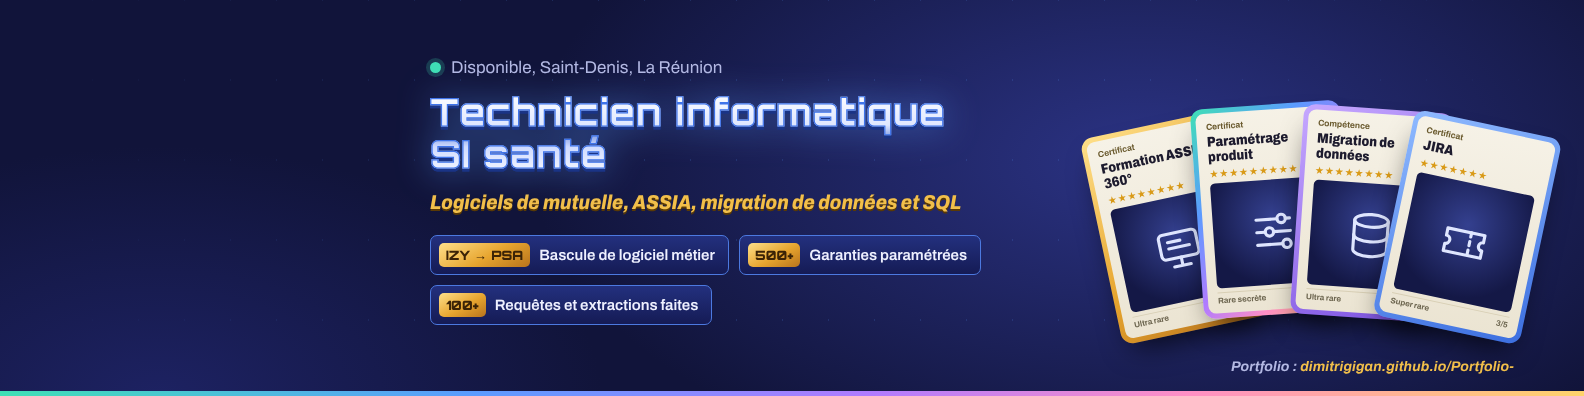 Disponible, Saint-Denis, La Réunion
Technicien informatique
SI santé
Logiciels de mutuelle, ASSIA, migration de données et SQL
IZY → PSA Bascule de logiciel métier
500+ Garanties paramétrées
100+ Requêtes et extractions faites
Certificat
Formation
360°
Ultra rare
Certificat
Paramétrage
produit
Rare secrète
Compétence
Migration de
données
Ultra rare
Certificat
JIRA
Super rare
3/5
Portfolio : dimitrigigan.github.io/Portfolio-